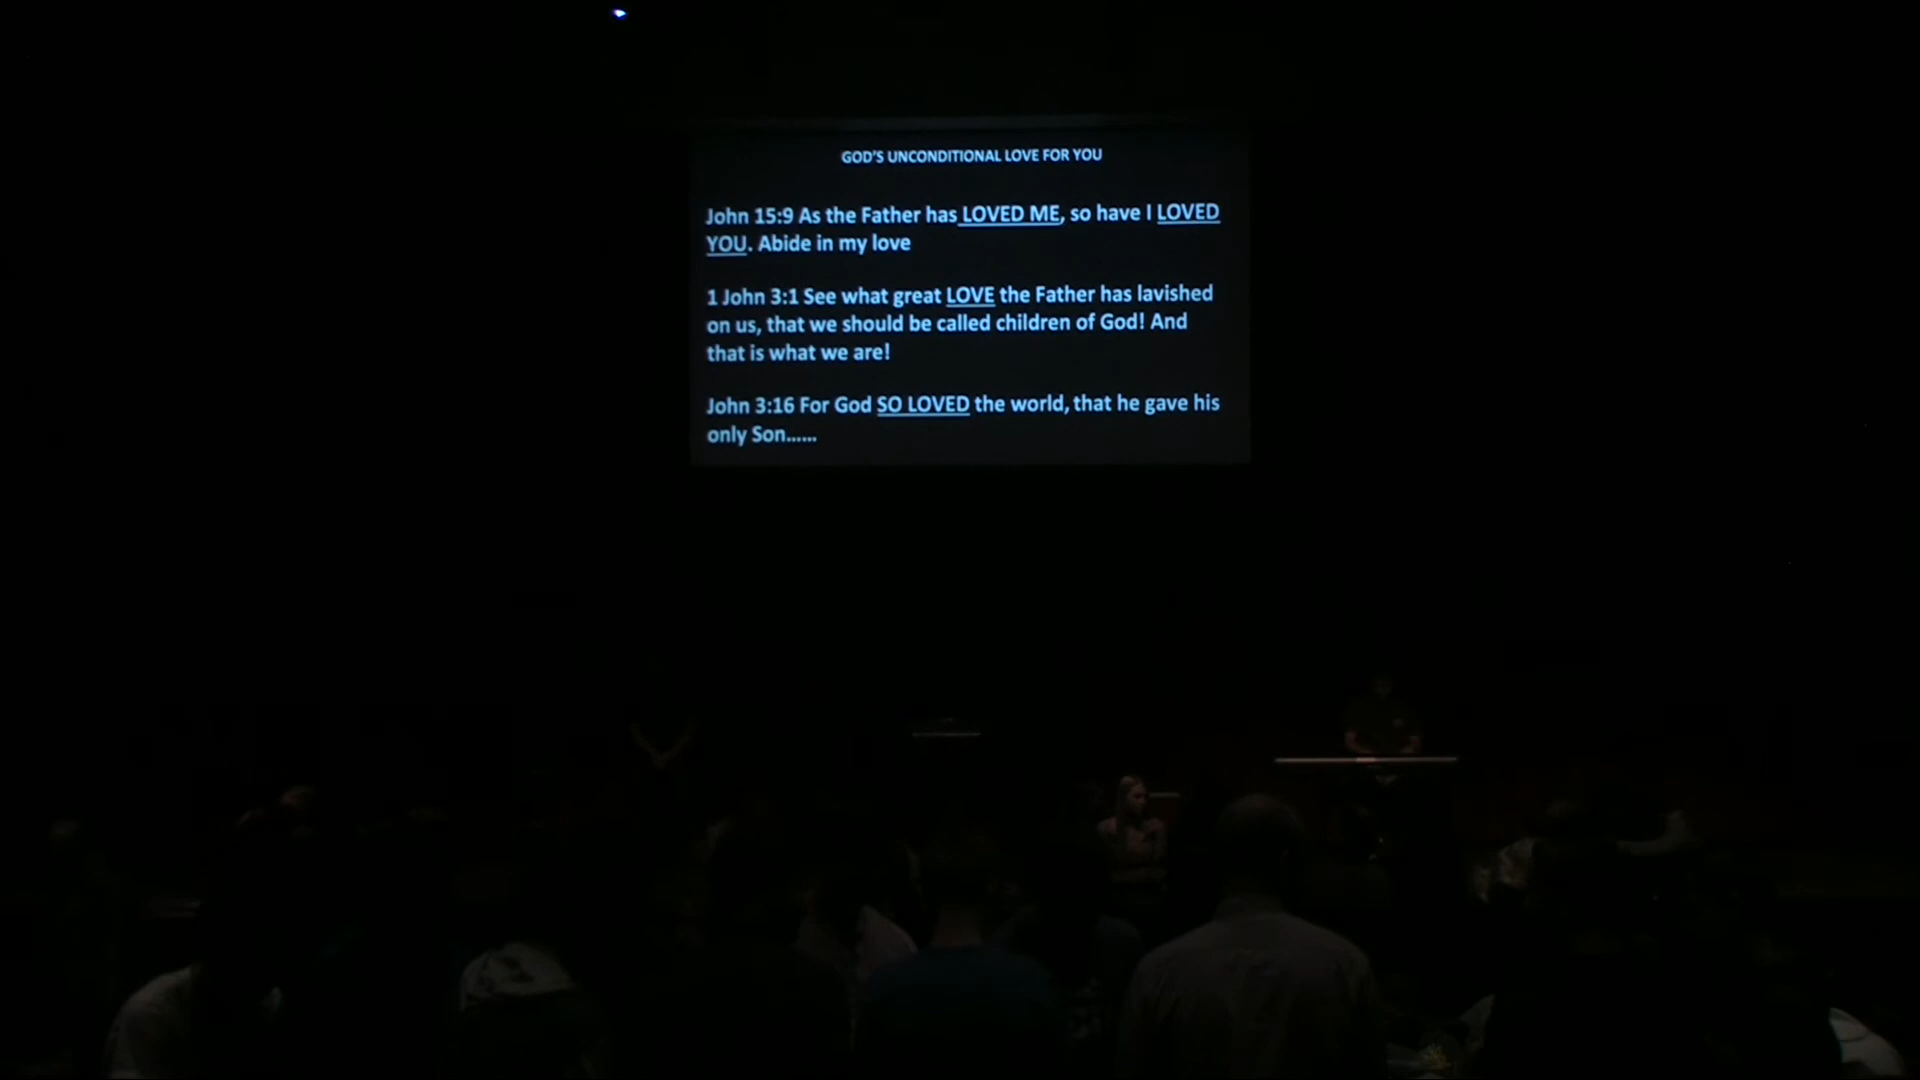 GOD'S UNCONDITIONAL LOVE FOR YOU
John 15:9 As the Father has LOVED ME, so have I LOVED
YOU. Abide in my love
1 John 3:1 See what great LOVE the Father has lavished
on us, that we should be called children of God! And
that is what we are!
John 3:16 For God SO LOVED the world, that he gave his
only Son......